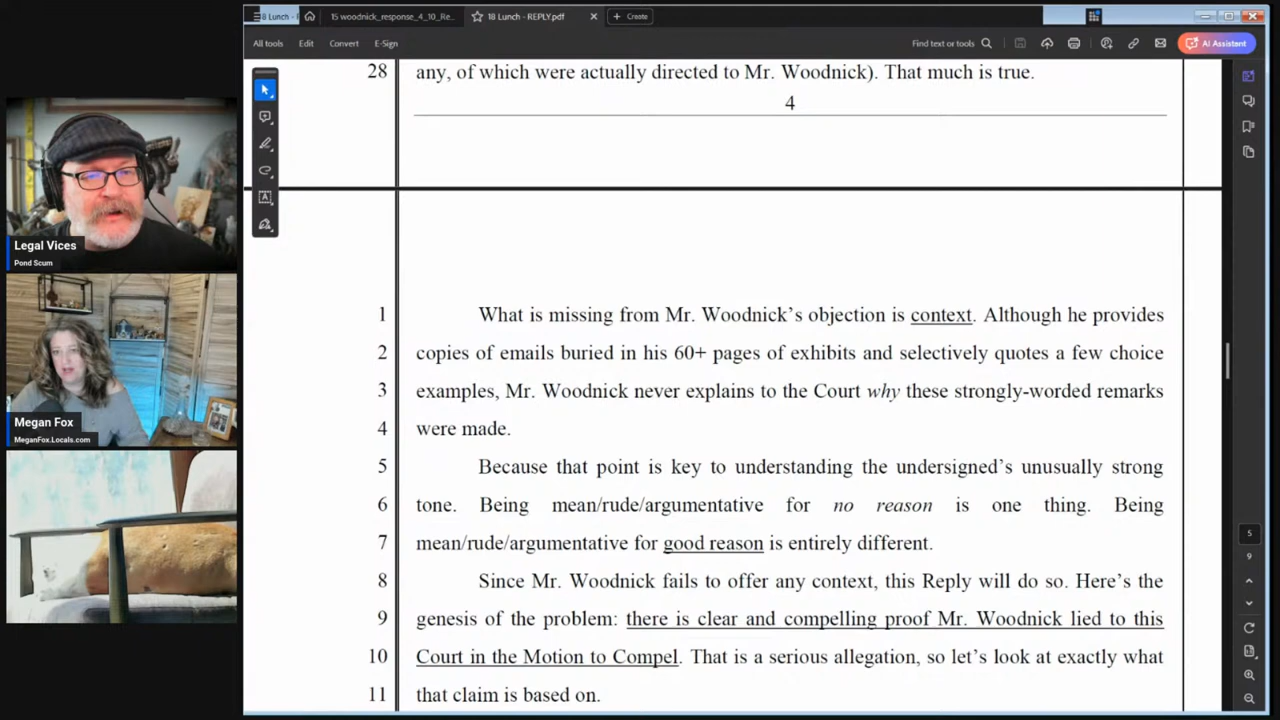 18 Lunch - F
15 woodnick_response_4_10_Re...
18 Lunch - REPLY.pdf
Create
All tools
Edit
Convert
E-Sign
Find text or tools
AI Assistant
28 any, of which were actually directed to Mr. Woodnick). That much is true.
4
1 What is missing from Mr. Woodnick's objection is context. Although he provides
2 copies of emails buried in his 60+ pages of exhibits and selectively quotes a few choice
3 examples, Mr. Woodnick never explains to the Court why these strongly-worded remarks
4 were made.
5 Because that point is key to understanding the undersigned's unusually strong
6 tone. Being mean/rude/argumentative for no reason is one thing. Being
7 mean/rude/argumentative for good reason is entirely different.
8 Since Mr. Woodnick fails to offer any context, this Reply will do so. Here's the
9 genesis of the problem: there is clear and compelling proof Mr. Woodnick lied to this
10 Court in the Motion to Compel. That is a serious allegation, so let's look at exactly what
11 that claim is based on.
5
9
Legal Vices
Pond Scum
Megan Fox
MeganFox.Locals.com